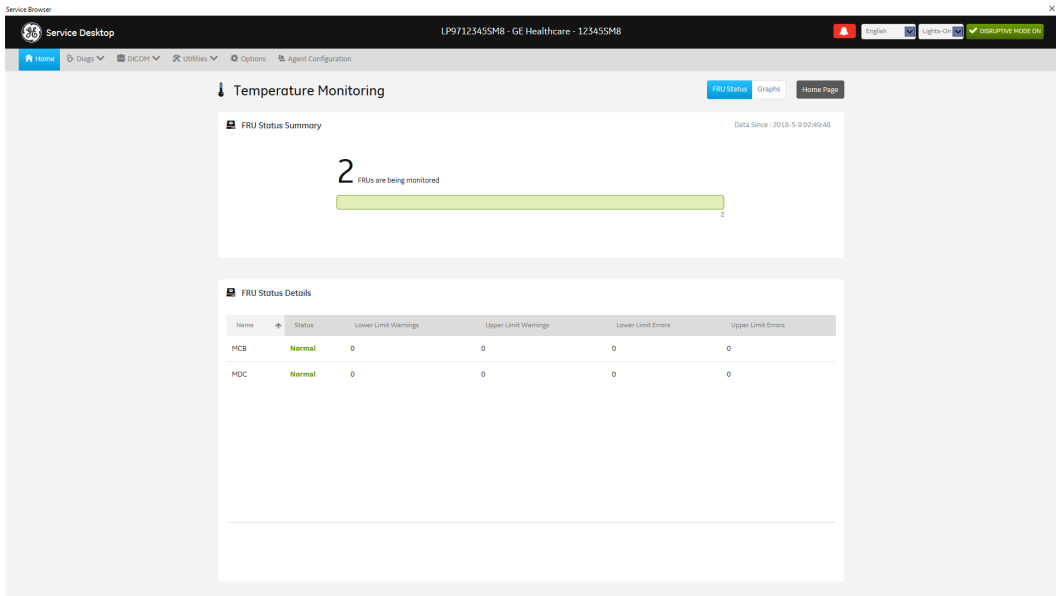 Service Browser
Service Desktop
LP9712345SM8 - GE Healthcare - 12345SM8
English
Lights-On
DISRUPTIVE MODE ON
Home
Diags
DICOM
Utilities
Options
Agent Configuration
Temperature Monitoring
FRU Status
Graphs
Home Page
FRU Status Summary
Data Since : 2018-5-9 02:49:48
2 FRUs are being monitored
2
FRU Status Details
Name Status Lower Limit Warnings Upper Limit Warnings Lower Limit Errors Upper Limit Errors
MCB Normal 0 0 0 0
MDC Normal 0 0 0 0